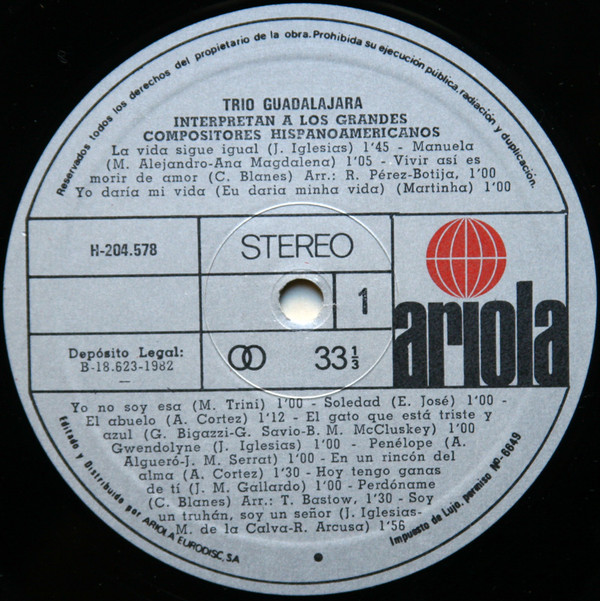 Reservados todos los derechos del propietario de la obra. Prohibida su ejecución pública, radiación y duplicación.
TRIO GUADALAJARA
INTERPRETAN A LOS GRANDES
COMPOSITORES HISPANOAMERICANOS
La vida sigue igual (J. Iglesias) 1'45 - Manuela
(M. Alejandro-Ana Magdalena) 1'05 - Vivir así es
morir de amor (C. Blanes) Arr.: R. Pérez-Botija, 1'00
Yo daría mi vida (Eu daria minha vida) (Martinha) 1'00
H-204.578
STEREO
1
Depósito Legal:
B-18.623-1982
33 1/3
ariola
Yo no soy esa (M. Trini) 1'00 - Soledad (E. José) 1'00 -
El abuelo (A. Cortez) 1'12 - El gato que está triste y
azul (G. Bigazzi-G. Savio-B. M. McCluskey) 1'00
Gwendolyne (J. Iglesias) 1'00 - Penélope (A.
Algueró-J. M. Serrat) 1'00 - En un rincón del
alma (A. Cortez) 1'30 - Hoy tengo ganas
de tí (J. M. Gallardo) 1'00 - Perdóname
(C. Blanes) Arr.: T. Bastow, 1'30 - Soy
un truhán, soy un señor (J. Iglesias-
M. de la Calva-R. Arcusa) 1'56
Editado y Distribuido por ARIOLA EURODISC, S.A
Impuesto de Lujo, permiso Nº-6649